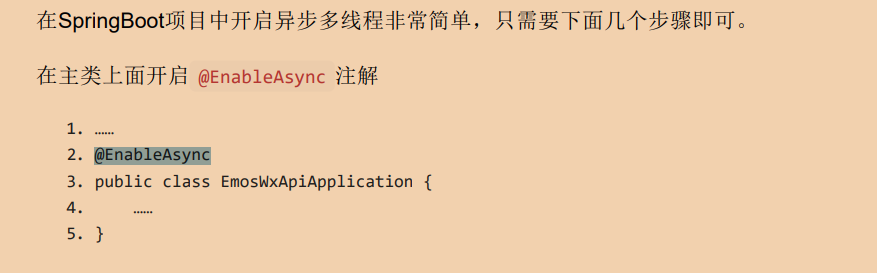 在SpringBoot项目中开启异步多线程非常简单，只需要下面几个步骤即可。
在主类上面开启 @EnableAsync 注解
1. ……
2. @EnableAsync
3. public class EmosWxApiApplication {
4.     ……
5. }